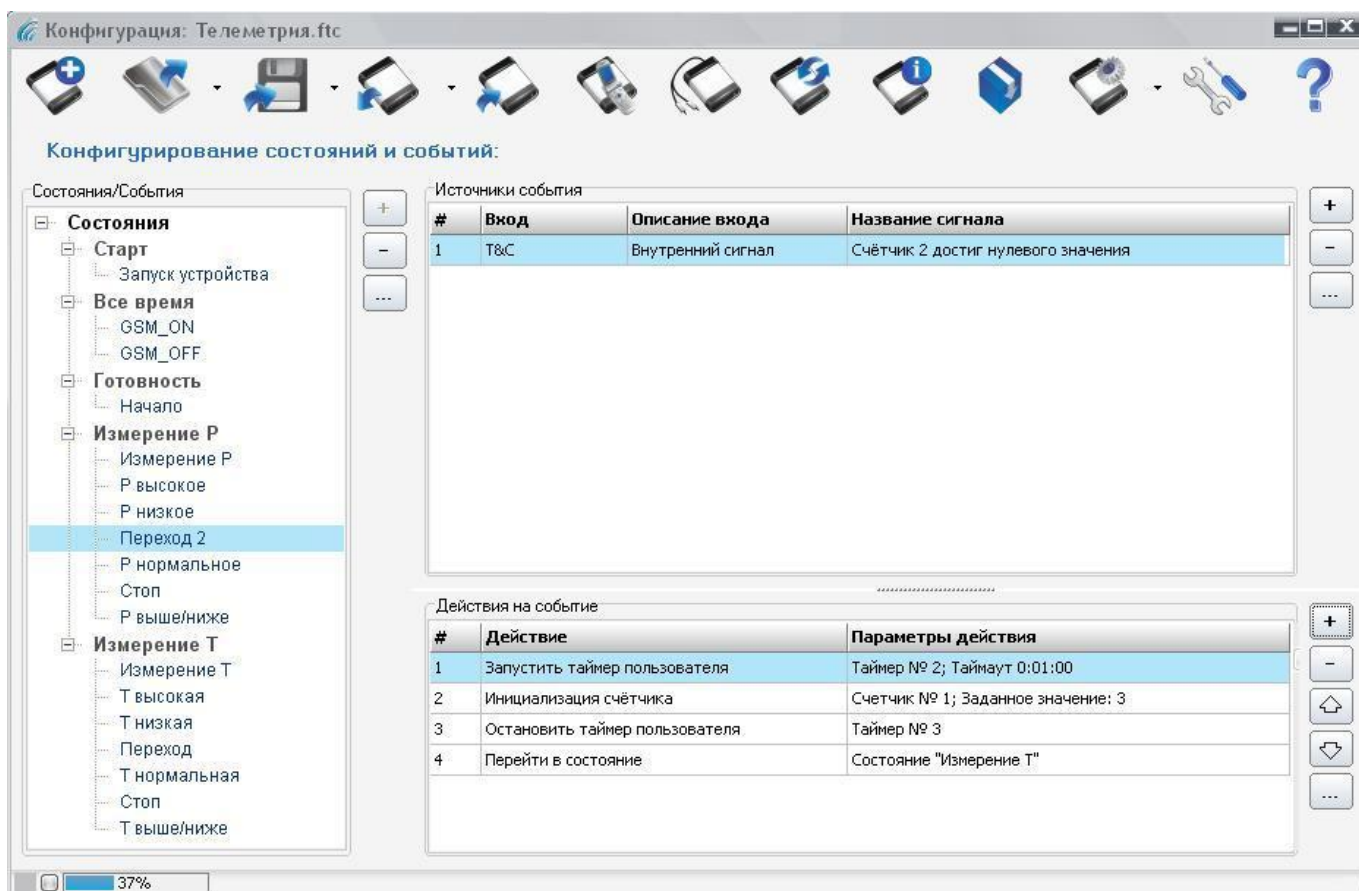 Конфигурация: Телеметрия.ftc
Конфигурирование состояний и событий:
Состояния/События
Состояния
Старт
Запуск устройства
Все время
GSM_ON
GSM_OFF
Готовность
Начало
Измерение Р
Измерение Р
Р высокое
Р низкое
Переход 2
Р нормальное
Стоп
Р выше/ниже
Измерение Т
Измерение Т
Т высокая
Т низкая
Переход
Т нормальная
Стоп
Т выше/ниже
Источники события
# Вход Описание входа Название сигнала
1 T&C Внутренний сигнал Счётчик 2 достиг нулевого значения
Действия на событие
# Действие Параметры действия
1 Запустить таймер пользователя Таймер № 2; Таймаут 0:01:00
2 Инициализация счётчика Счетчик № 1; Заданное значение: 3
3 Остановить таймер пользователя Таймер № 3
4 Перейти в состояние Состояние "Измерение Т"
37%